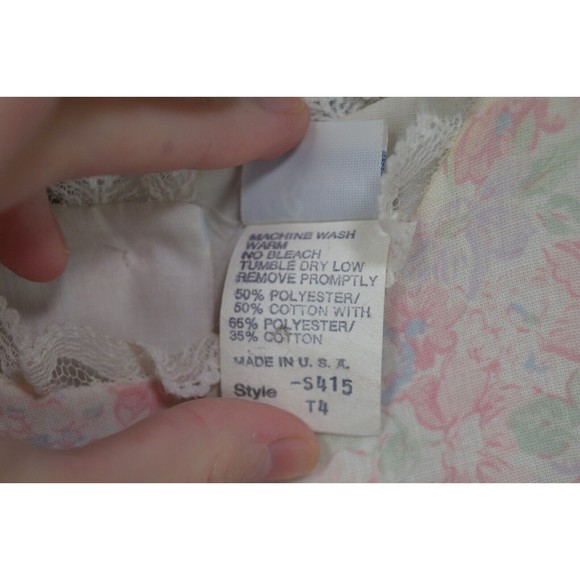 MACHINE WASH
WARM
NO BLEACH
TUMBLE DRY LOW
REMOVE PROMPTLY
50% POLYESTER/
50% COTTON WITH
65% POLYESTER/
35% COTTON
MADE IN U. S. A.
Style -S415
T4